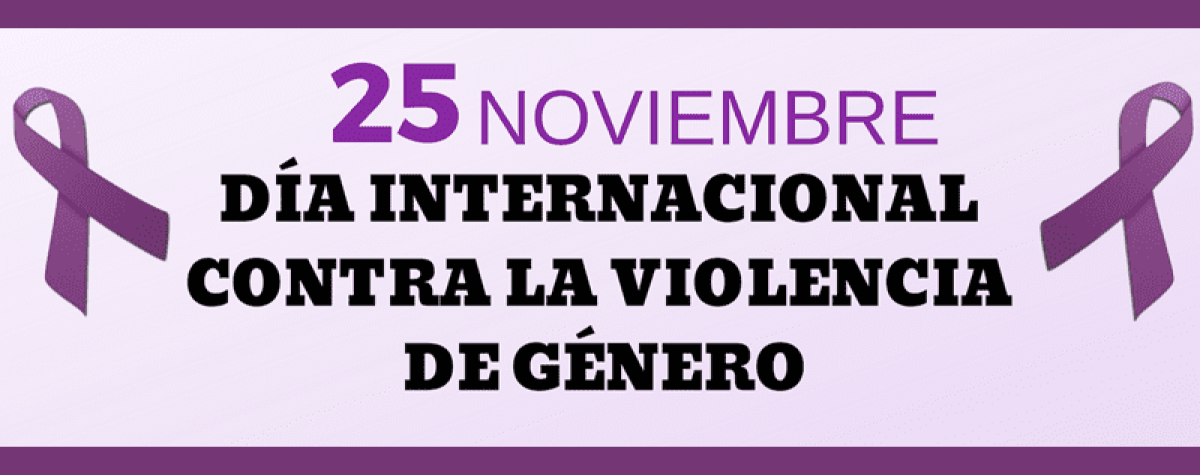 25 NOVIEMBRE
DÍA INTERNACIONAL
CONTRA LA VIOLENCIA
DE GÉNERO